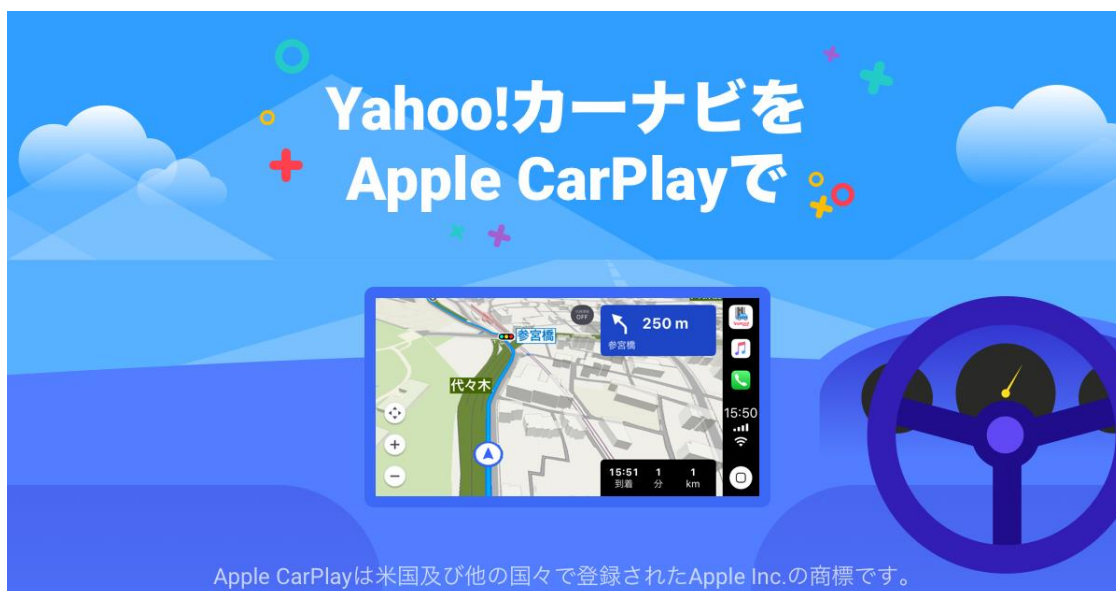 Yahoo!カーナビを
Apple CarPlayで
OFF
250 m
参宮橋
参宮橋
代々木
15:50
15:51 1 1
到着 分 km
Apple CarPlayは米国及び他の国々で登録されたApple Inc.の商標です。